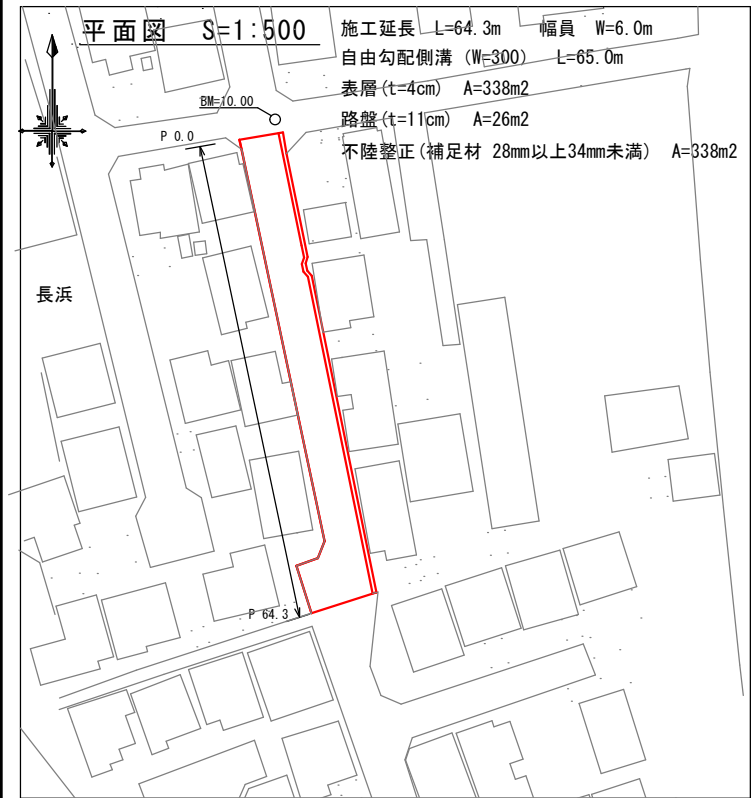 平面図 S=1:500
施工延長 L=64.3m 幅員 W=6.0m
自由勾配側溝 (W=300) L=65.0m
表層(t=4cm) A=338m2
路盤(t=11cm) A=26m2
不陸整正(補足材 28mm以上34mm未満) A=338m2
BM=10.00
P 0.0
長浜
P 64.3